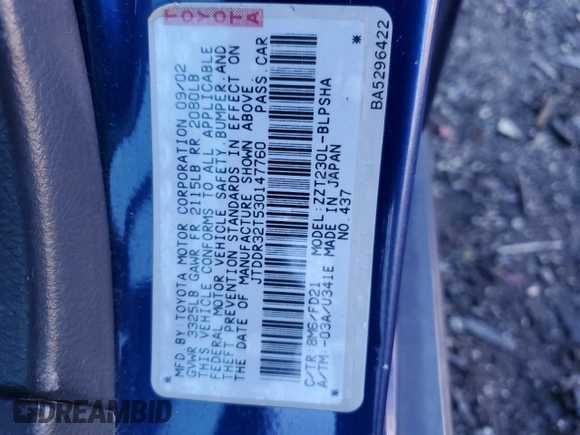 TOYOTA
MFD BY:TOYOTA MOTOR CORPORATION 09/02
GVWR 3325LB GAWR FR 2115LB RR 2080LB
THIS VEHICLE CONFORMS TO ALL APPLICABLE
FEDERAL MOTOR VEHICLE SAFETY, BUMPER, AND
THEFT PREVENTION STANDARDS IN EFFECT ON
THE DATE OF MANUFACTURE SHOWN ABOVE.
JTDDR32T530147760 PASS.CAR
C/TR:8M6/FD21 MODEL:ZZT230L-BLPSHA
A/TM:-03A/U341E MADE IN JAPAN
NO.437
BA5296422
DREAMBID